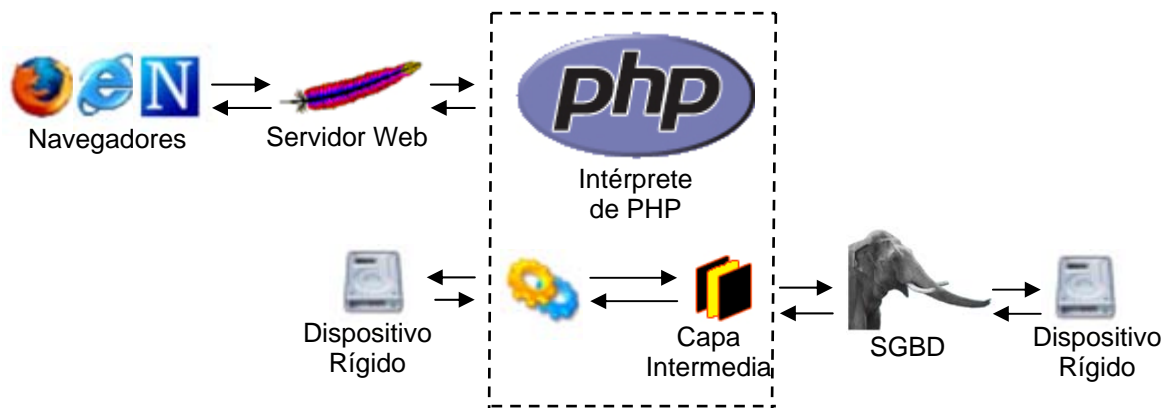 N
php
Navegadores
Servidor Web
Intérprete
de PHP
Dispositivo
Rígido
Capa
Intermedia
SGBD
Dispositivo
Rígido